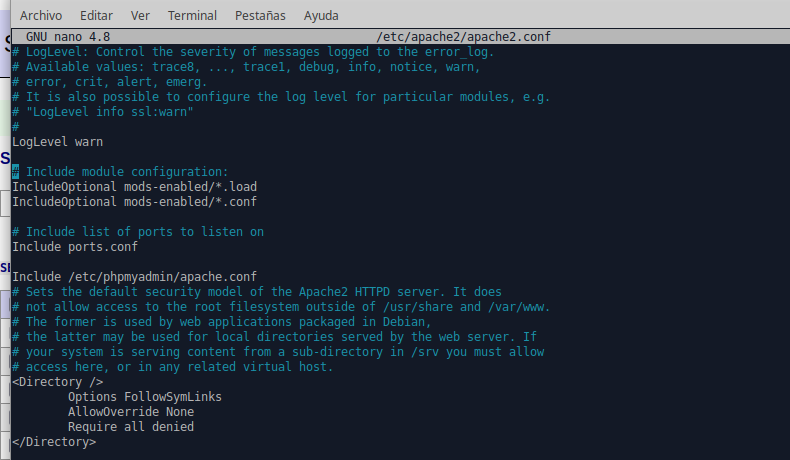 Archivo Editar Ver Terminal Pestañas Ayuda
GNU nano 4.8 /etc/apache2/apache2.conf
# LogLevel: Control the severity of messages logged to the error_log.
# Available values: trace8, ..., trace1, debug, info, notice, warn,
# error, crit, alert, emerg.
# It is also possible to configure the log level for particular modules, e.g.
# "LogLevel info ssl:warn"
#
LogLevel warn
# Include module configuration:
IncludeOptional mods-enabled/*.load
IncludeOptional mods-enabled/*.conf
# Include list of ports to listen on
Include ports.conf
Include /etc/phpmyadmin/apache.conf
# Sets the default security model of the Apache2 HTTPD server. It does
# not allow access to the root filesystem outside of /usr/share and /var/www.
# The former is used by web applications packaged in Debian,
# the latter may be used for local directories served by the web server. If
# your system is serving content from a sub-directory in /srv you must allow
# access here, or in any related virtual host.
<Directory />
Options FollowSymLinks
AllowOverride None
Require all denied
</Directory>